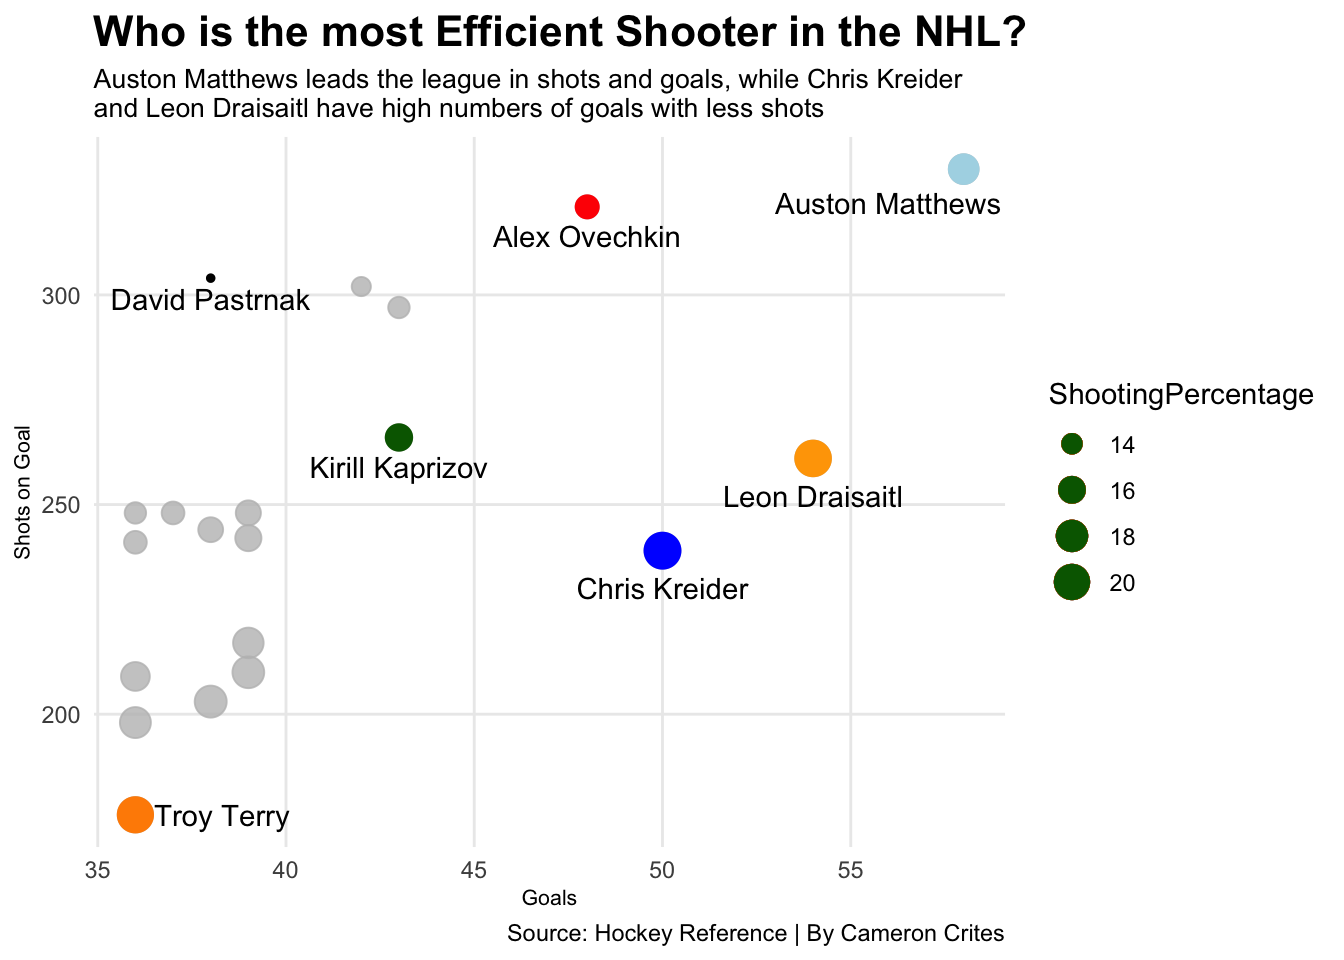 Who is the most Efficient Shooter in the NHL?
Auston Matthews leads the league in shots and goals, while Chris Kreider
and Leon Draisaitl have high numbers of goals with less shots
Auston Matthews
Alex Ovechkin
David Pastrnak
300
ShootingPercentage
14
Kirill Kaprizov
16
Leon Draisaitl
250
18
Chris Kreider
20
Shots on Goal
200
Troy Terry
35 40 45 50 55
Goals
Source: Hockey Reference | By Cameron Crites